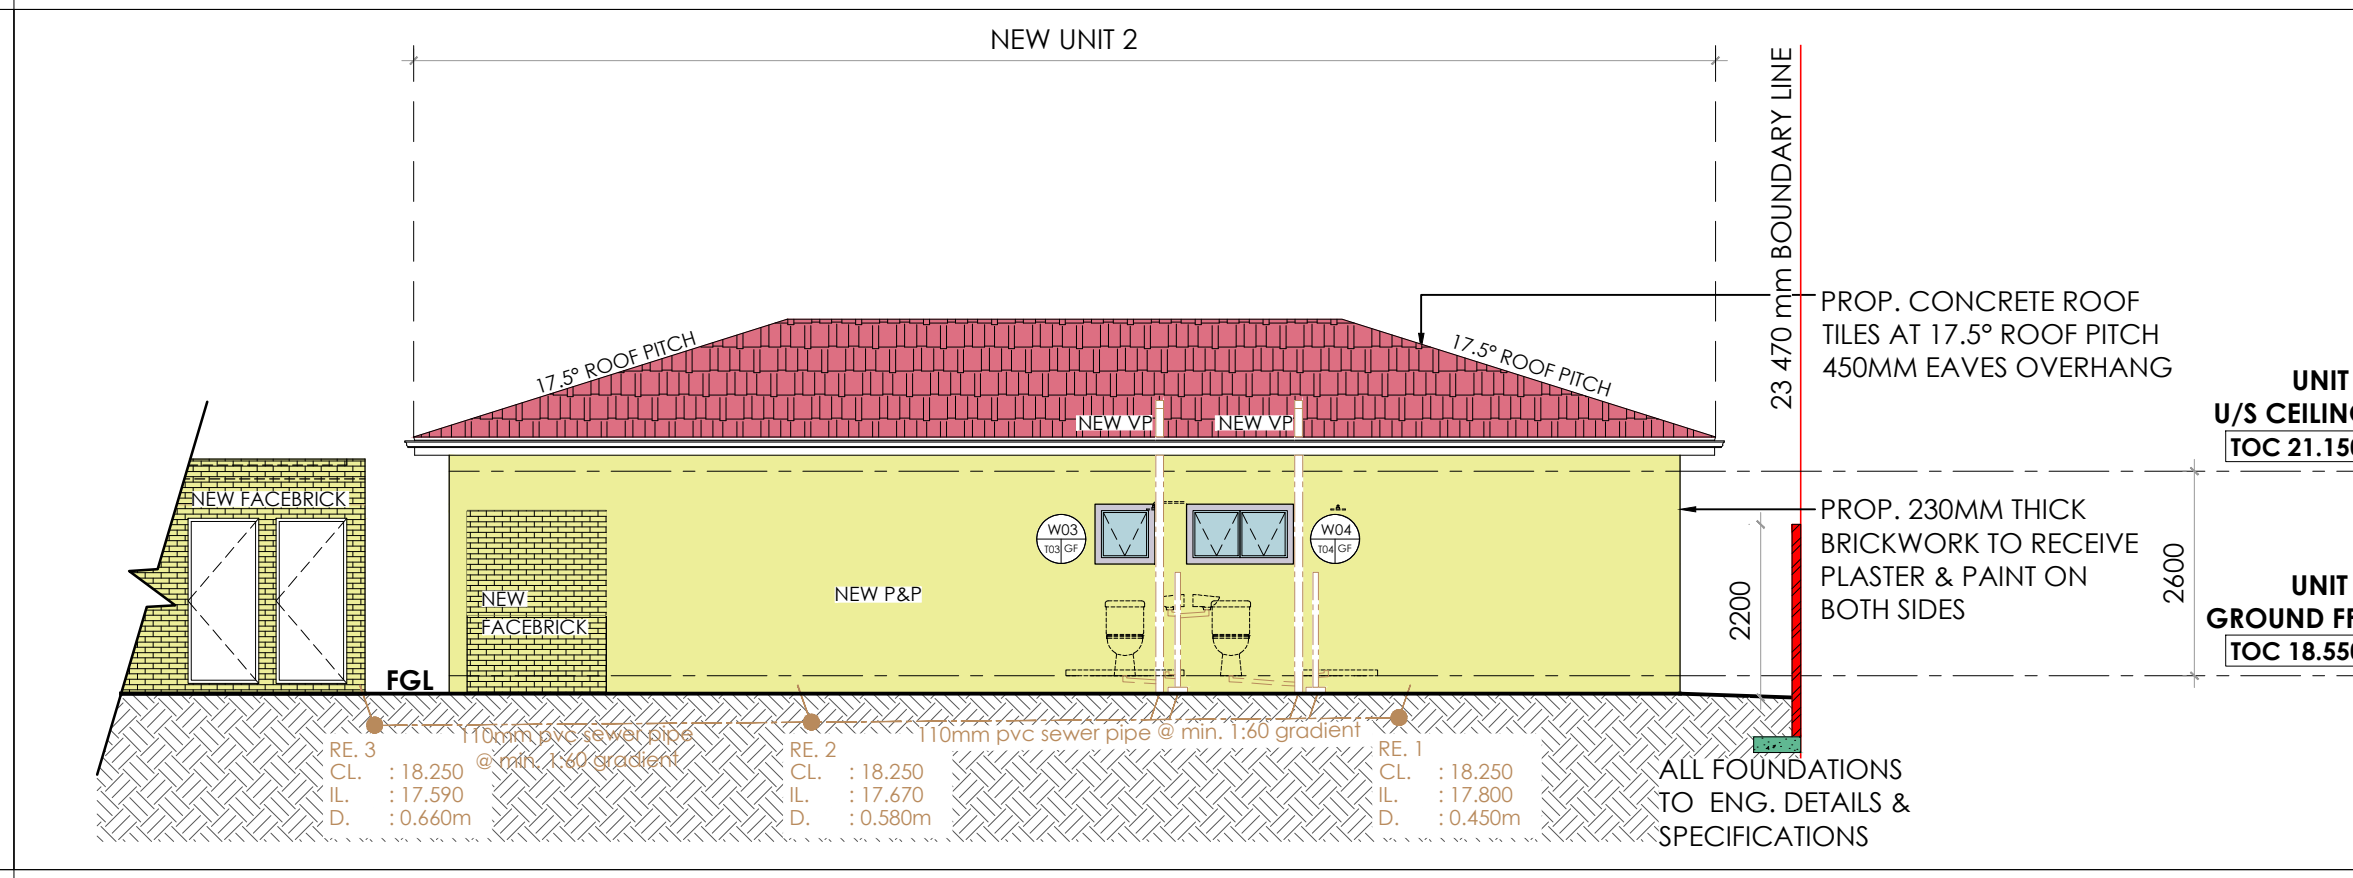 NEW UNIT 2
23 470 mm BOUNDARY LINE
PROP. CONCRETE ROOF
TILES AT 17.5° ROOF PITCH
450MM EAVES OVERHANG
17.5° ROOF PITCH
17.5° ROOF PITCH
UNIT
U/S CEILING
TOC 21.150
NEW VP
NEW VP
NEW FACEBRICK
W03
T03 GF
W04
T04 GF
PROP. 230MM THICK
BRICKWORK TO RECEIVE
PLASTER & PAINT ON
BOTH SIDES
2200
2600
NEW
FACEBRICK
NEW P&P
UNIT
GROUND FF
TOC 18.550
FGL
110mm pvc sewer pipe
@ min. 1:60 gradient
110mm pvc sewer pipe @ min. 1:60 gradient
RE. 3
CL. : 18.250
IL. : 17.590
D. : 0.660m
RE. 2
CL. : 18.250
IL. : 17.670
D. : 0.580m
RE. 1
CL. : 18.250
IL. : 17.800
D. : 0.450m
ALL FOUNDATIONS
TO ENG. DETAILS &
SPECIFICATIONS